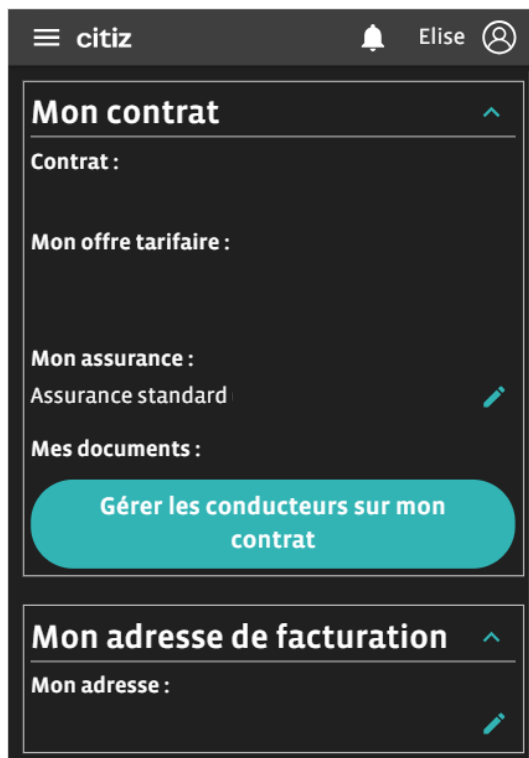 citiz
Elise
Mon contrat
Contrat :
Mon offre tarifaire :
Mon assurance :
Assurance standard
Mes documents :
Gérer les conducteurs sur mon
contrat
Mon adresse de facturation
Mon adresse :